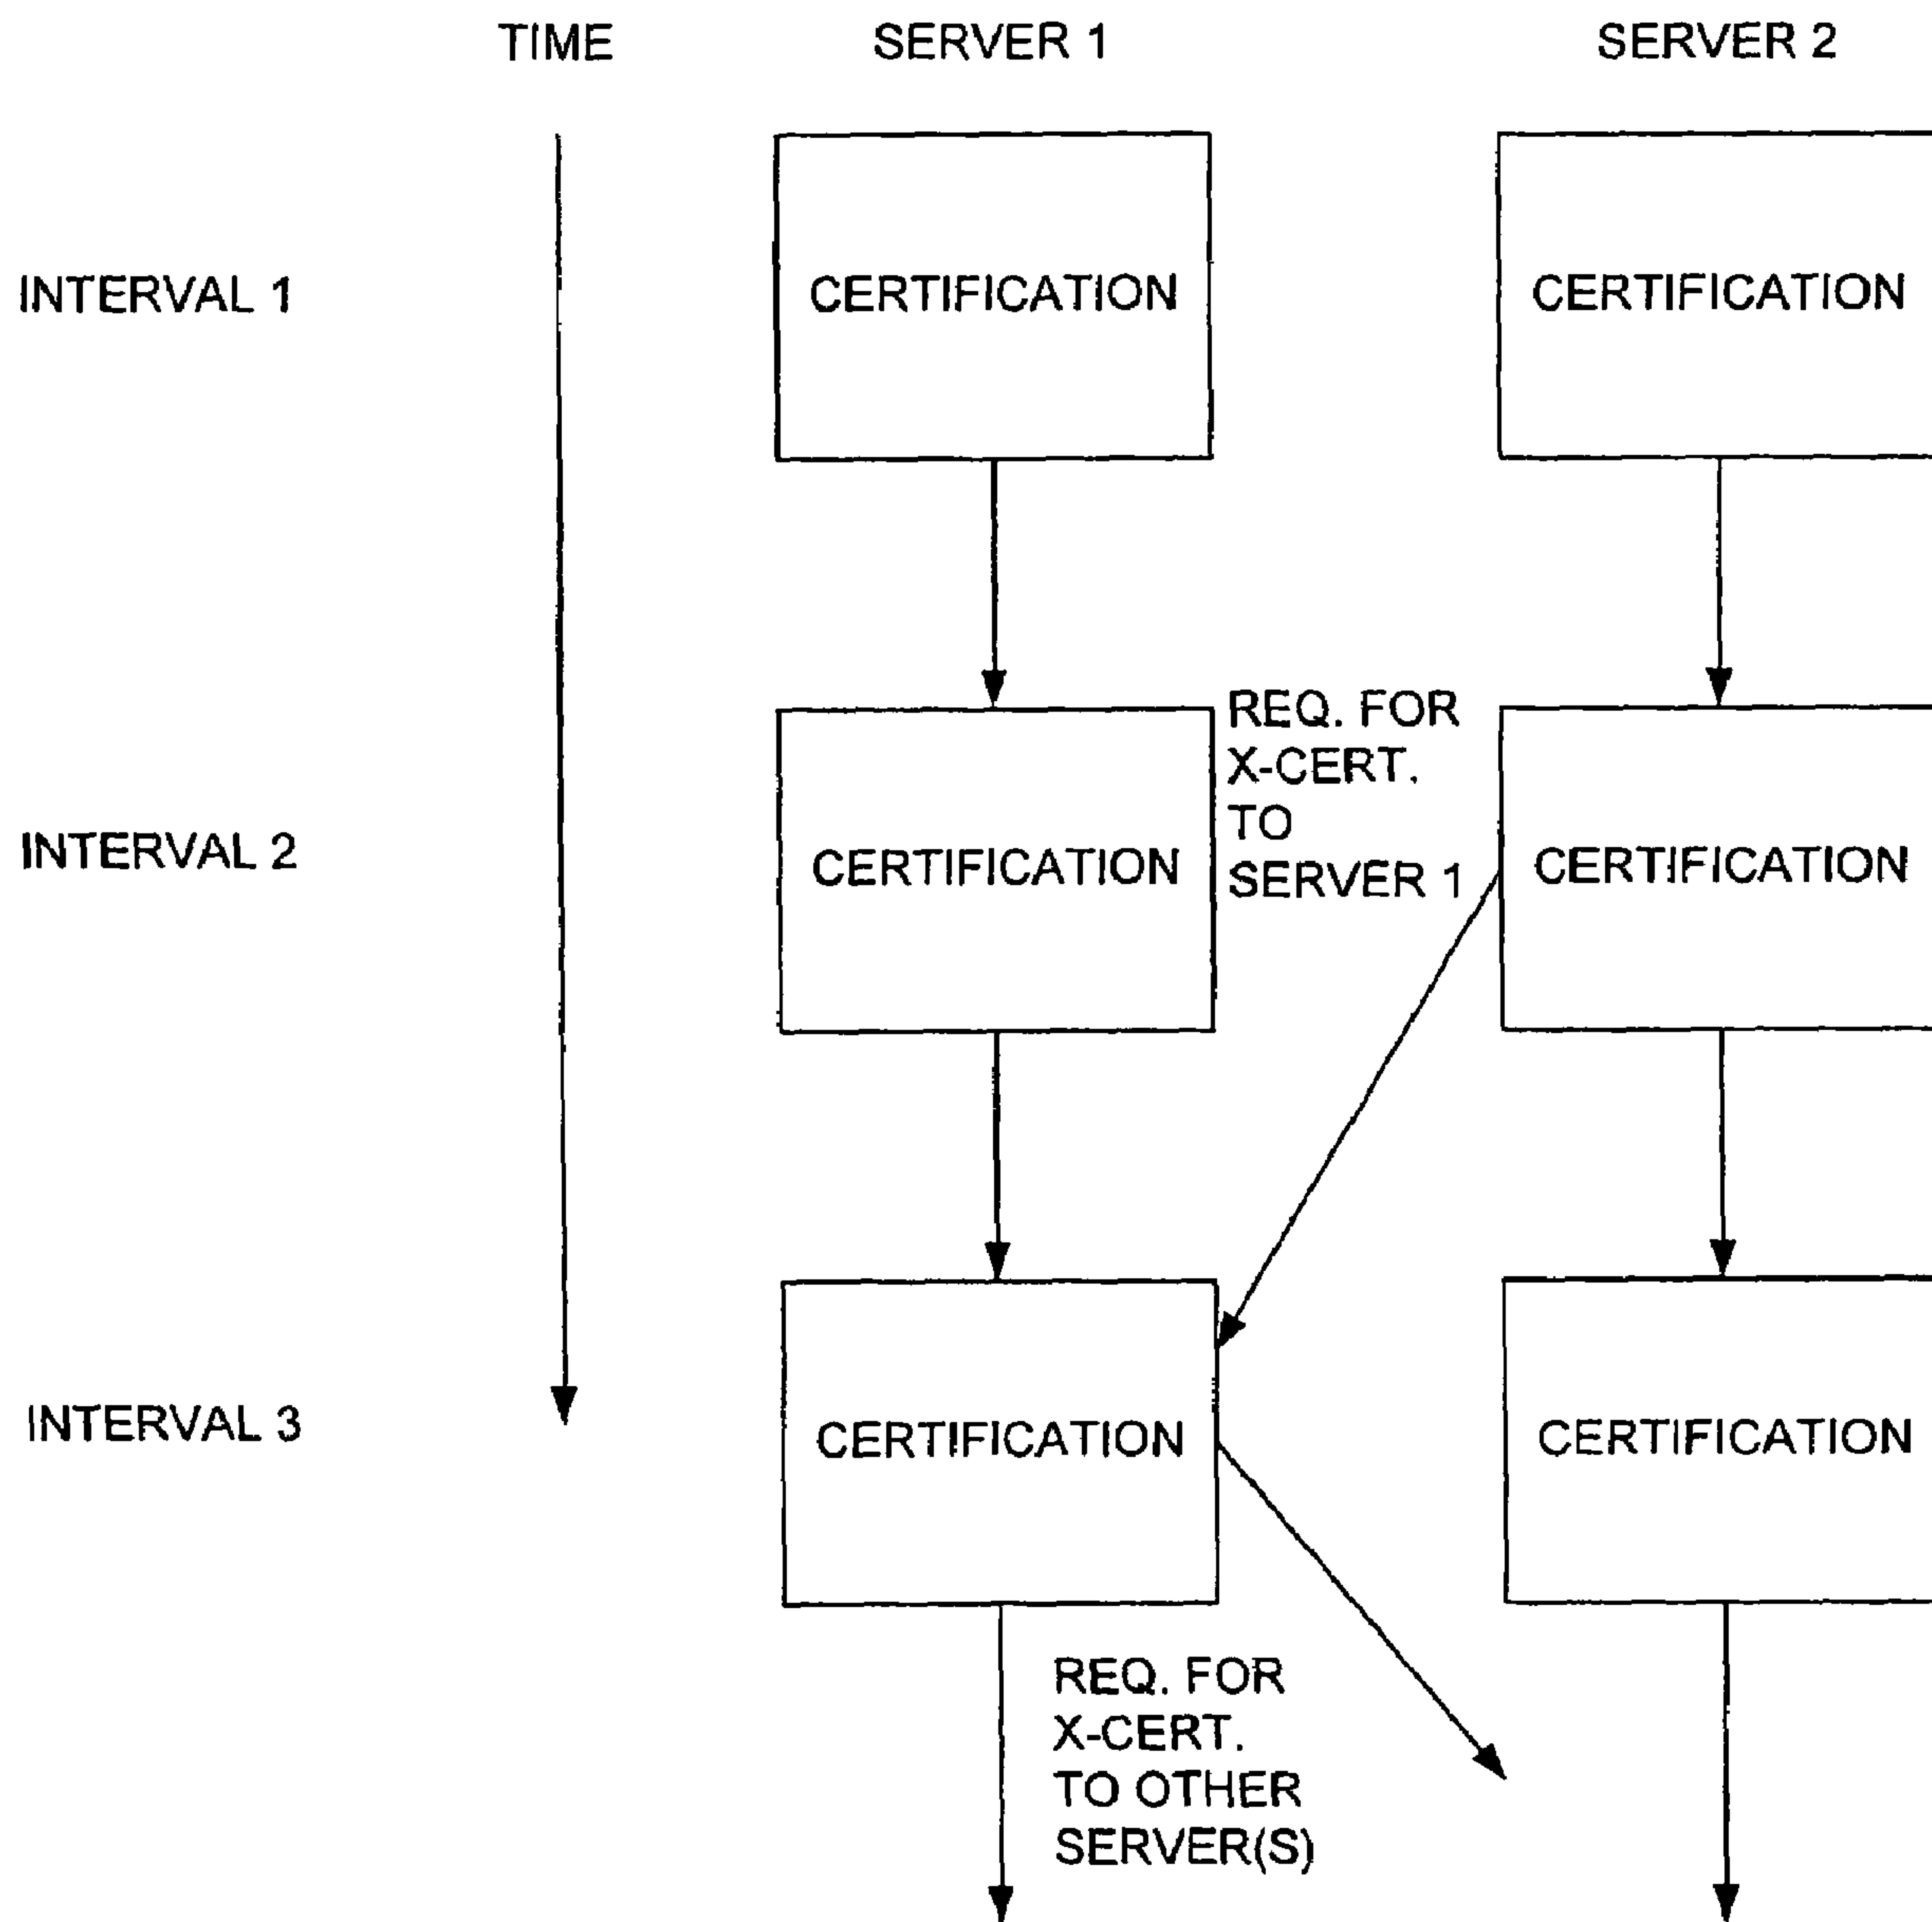 TIME
SERVER 1
SERVER 2
INTERVAL 1
CERTIFICATION
CERTIFICATION
REQ. FOR
X-CERT.
TO
SERVER 1
INTERVAL 2
CERTIFICATION
CERTIFICATION
INTERVAL 3
CERTIFICATION
CERTIFICATION
REQ. FOR
X-CERT.
TO OTHER
SERVER(S)